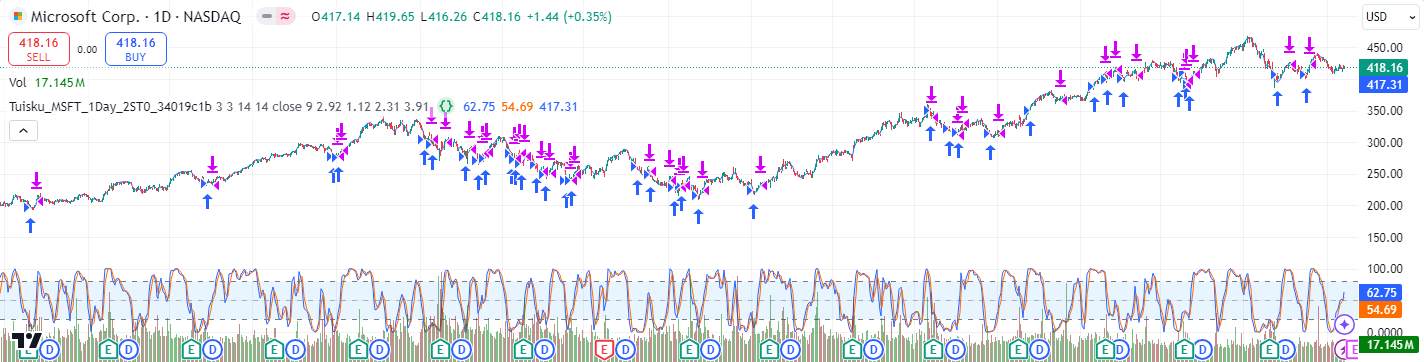 Microsoft Corp. · 1D · NASDAQ O417.14 H419.65 L416.26 C418.16 +1.44 (+0.35%)
USD
418.16 0.00 418.16
SELL BUY
Vol 17.145M
Tuisku_MSFT_1Day_2ST0_34019c1b 3 3 14 14 close 9 2.92 1.12 2.31 3.91 62.75 54.69 417.31
450.00
418.16
417.31
350.00
300.00
250.00
200.00
150.00
100.00
62.75
54.69
0.0000
17.145M
E D E D E D E D E D E D E D E D E D E D E D E D E D E D E D E D E